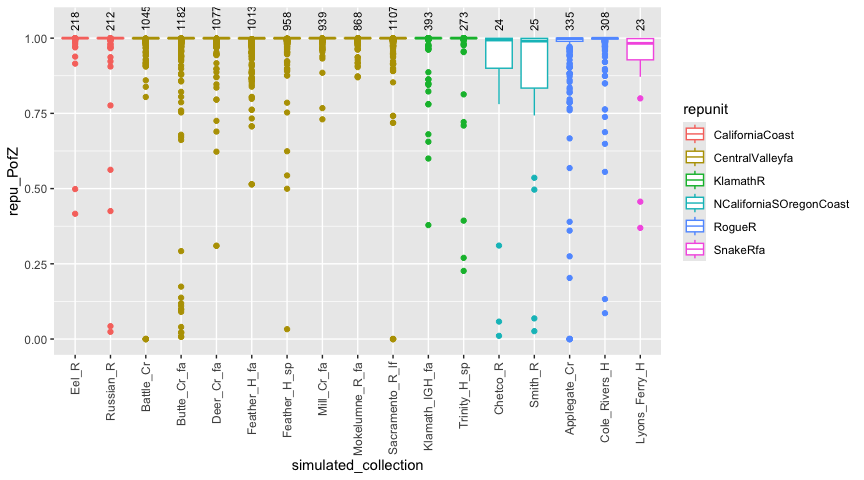 218 212 1045 1182 1077 1013 958 939 868 1107 393 273 24 25 335 308 23
1.00
0.75
0.50
0.25
0.00
repu_PofZ
Eel_R Russian_R Battle_Cr Butte_Cr_fa Deer_Cr_fa Feather_H_fa Feather_H_sp Mill_Cr_fa Mokelumne_R_fa Sacramento_R_lf Klamath_IGH_fa Trinity_H_sp Chetco_R Smith_R Applegate_Cr Cole_Rivers_H Lyons_Ferry_H
simulated_collection
repunit
CaliforniaCoast
CentralValleyfa
KlamathR
NCaliforniaSOregonCoast
RogueR
SnakeRfa